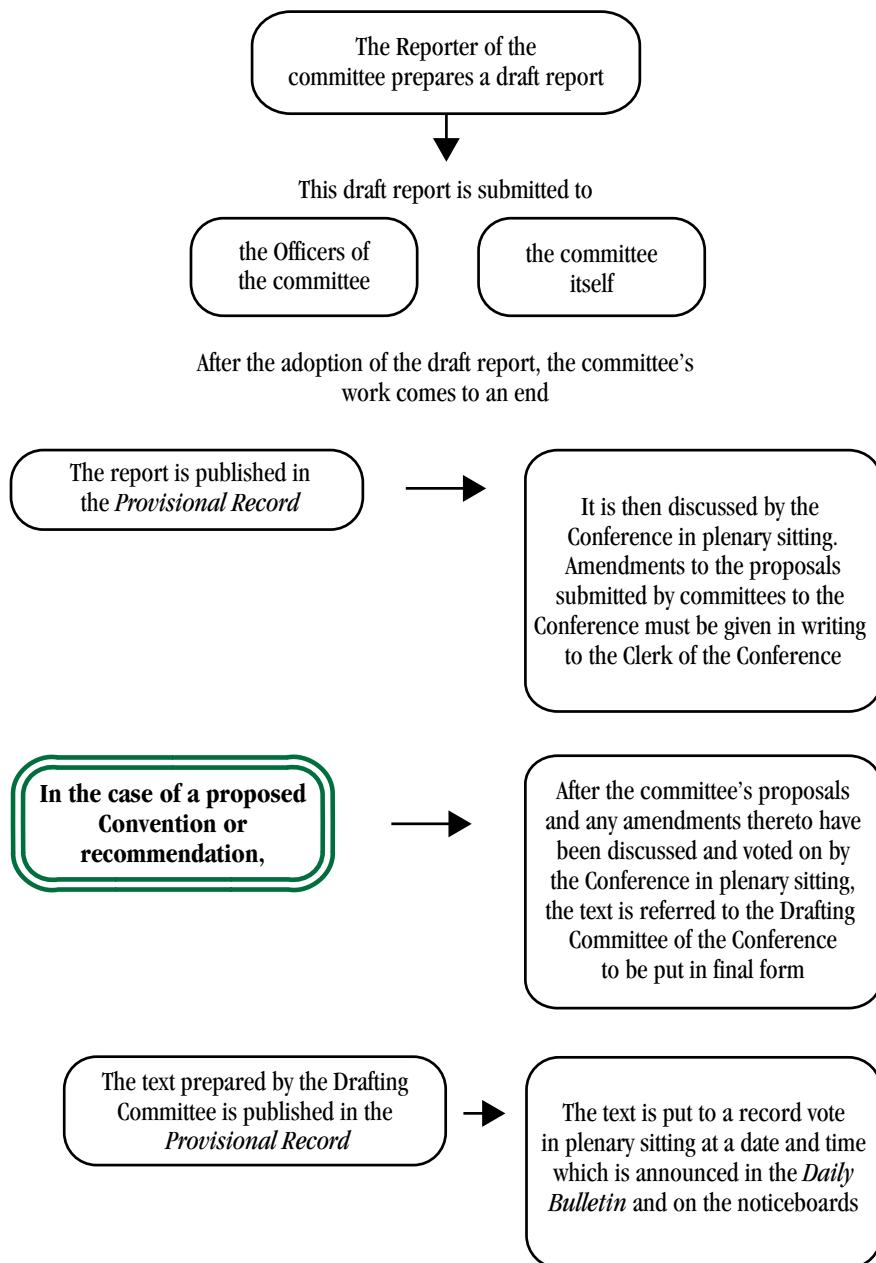 The Reporter of the
committee prepares a draft report
This draft report is submitted to
the Officers of
the committee
the committee
itself
After the adoption of the draft report, the committee’s
work comes to an end
The report is published in
the Provisional Record
It is then discussed by the
Conference in plenary sitting.
Amendments to the proposals
submitted by committees to the
Conference must be given in writing
to the Clerk of the Conference
In the case of a proposed
Convention or
recommendation,
After the committee’s proposals
and any amendments thereto have
been discussed and voted on by
the Conference in plenary sitting,
the text is referred to the Drafting
Committee of the Conference
to be put in final form
The text prepared by the Drafting
Committee is published in the
Provisional Record
The text is put to a record vote
in plenary sitting at a date and time
which is announced in the Daily
Bulletin and on the noticeboards